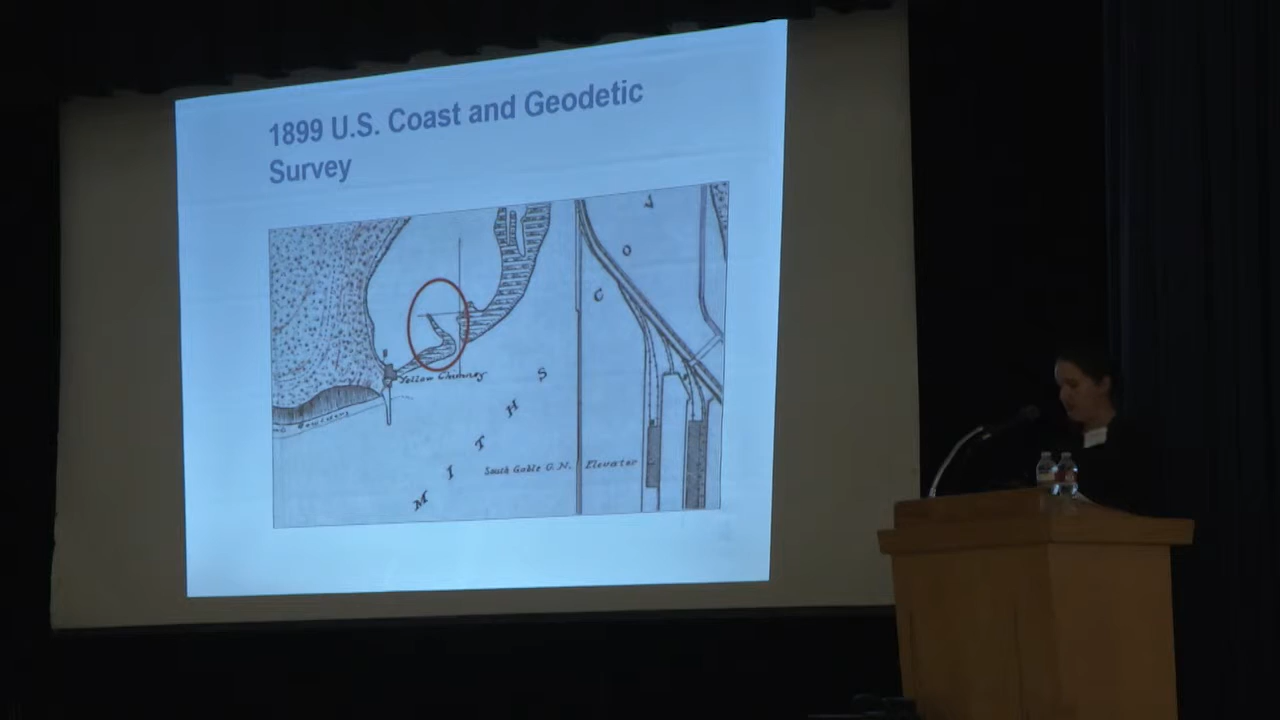 1899 U.S. Coast and Geodetic
Survey
V
O
C
Yellow Chimney
S
H
T
I
M
South Gable G.N. Elevator